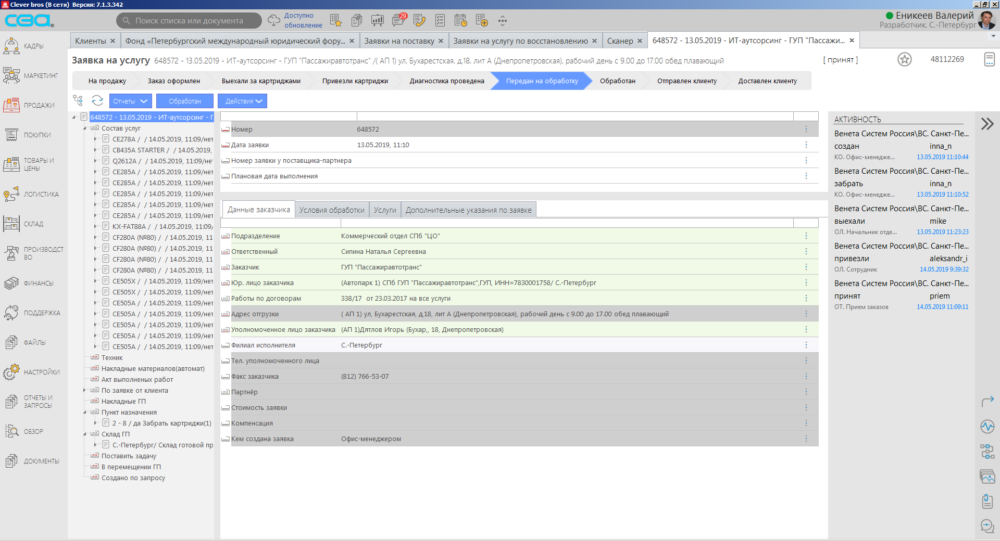 Clever bros (В сети) Версия: 7.1.3.342
Поиск списка или документа
Доступно
обновление
29
Еникеев Валерий
Разработчик. С.-Петербург
Клиенты
Фонд «Петербургский международный юридический фору...
Заявки на поставку
Заявки на услугу по восстановлению
Сканер
648572 - 13.05.2019 - ИТ-аутсорсинг - ГУП "Пассажи...
Заявка на услугу 648572 - 13.05.2019 - ИТ-аутсорсинг - ГУП "Пассажиравтотранс" /( АП 1) ул, Бухарестская, д,18, лит А (Днепропетровская), рабочий день с 9.00 до 17.00 обед плавающий
[ принят ]
48112269
На продажу
Заказ оформлен
Выехали за картриджами
Привезли картриджи
Диагностика проведена
Передан на обработку
Обработан
Отправлен клиенту
Доставлен клиенту
Отчеты
Обработан
Действия
КАДРЫ
МАРКЕТИНГ
ПРОДАЖИ
ПОКУПКИ
ТОВАРЫ И
ЦЕНЫ
ЛОГИСТИКА
СКЛАД
ПРОИЗВОДСТ
ВО
ФИНАНСЫ
ПОДДЕРЖКА
ФАЙЛЫ
НАСТРОЙКИ
ОТЧЕТЫ И
ЗАПРОСЫ
ОБЗОР
ДОКУМЕНТЫ
648572 - 13.05.2019 - ИТ-аутсорсинг - Г
Состав услуг
CE278A / / 14.05.2019, 11:09/нет
CB435A STARTER / / 14.05.2019,
Q2612A / / 14.05.2019, 11:09/нет
CE285A / / 14.05.2019, 11:09/нет
CE285A / / 14.05.2019, 11:09/нет
CE285A / / 14.05.2019, 11:09/нет
CE285A / / 14.05.2019, 11:09/нет
CE285A / / 14.05.2019, 11:09/нет
KX-FAT88A / / 14.05.2019, 11:09/
CF280A (№80) / / 14.05.2019, 11
CF280A (№80) / / 14.05.2019, 11
CF280A (№80) / / 14.05.2019, 11
CF280A (№80) / / 14.05.2019, 11
CE505X / / 14.05.2019, 11:09/нет
CE505X / / 14.05.2019, 11:09/нет
CE505A / / 14.05.2019, 11:09/нет
CE505A / / 14.05.2019, 11:09/нет
CE505A / / 14.05.2019, 11:09/нет
CE505A / / 14.05.2019, 11:09/нет
CE505A / / 14.05.2019, 11:09/нет
Техник
Накладные материалов(автомат)
Акт выполненых работ
По заявке от клиента
Накладные ГП
Пункт назначения
2 - 8 / да Забрать картриджи(1)
Склад ГП
С.-Петербург/ Склад готовой пр
Поставить задачу
В перемещении ГП
Создано по запросу
Номер 648572
Дата заявки 13.05.2019, 11:10
Номер заявки у поставщика-партнера
Плановая дата выполнения
Данные заказчика
Условия обработки
Услуги
Дополнительные указания по заявке
Подразделение Коммерческий отдел СПб "ЦО"
Ответственный Сипина Наталья Сергеевна
Заказчик ГУП "Пассажиравтотранс"
Юр. лицо заказчика (Автопарк 1) СПб ГУП "Пассажиравтотранс",ГУП, ИНН=7830001758/ С.-Петербург
Работы по договорам 338/17 от 23.03.2017 на все услуги
Адрес отгрузки ( АП 1) ул, Бухарестская, д,18, лит А (Днепропетровская), рабочий день с 9.00 до 17.00 обед плавающий
Уполномоченное лицо заказчика (АП 1)Дятлов Игорь (Бухар,, 18, Днепропетровская)
Филиал исполнителя С.-Петербург
Тел. уполномоченного лица
Факс заказчика (812) 766-53-07
Партнёр
Стоимость заявки
Компенсация
Кем создана заявка Офис-менеджером
АКТИВНОСТЬ
Венета Систем Россия\ВС. Санкт-Пе...
создан inna_n
КО. Офис-менедже... 13.05.2019 11:10:44
Венета Систем Россия\ВС. Санкт-Пе...
забрать inna_n
КО. Офис-менедже... 13.05.2019 11:10:52
Венета Систем Россия\ВС. Санкт-Пе...
выехали mike
ОЛ. Начальник отде... 13.05.2019 11:23:23
Венета Систем Россия\ВС. Санкт-Пе...
привезли aleksandr_i
ОЛ. Сотрудник 14.05.2019 9:39:32
Венета Систем Россия\ВС. Санкт-Пе...
принят priem
ОТ. Прием заказов 14.05.2019 11:09:11